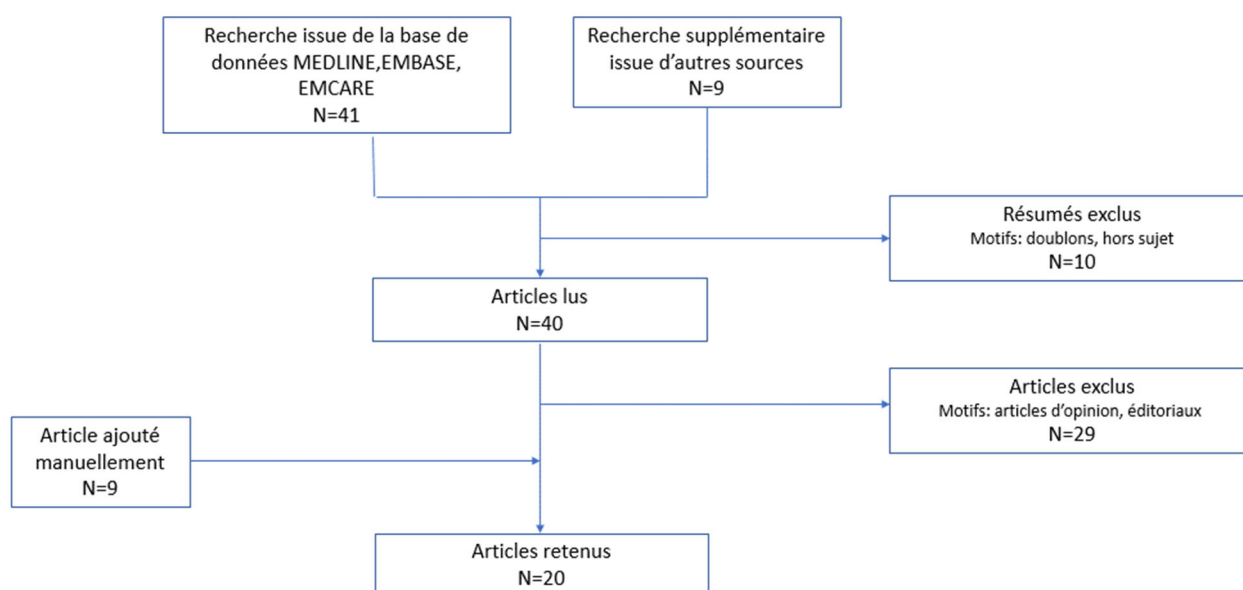 Recherche issue de la base de
données MEDLINE,EMBASE,
EMCARE
N=41
Recherche supplémentaire
issue d’autres sources
N=9
Résumés exclus
Motifs: doublons, hors sujet
N=10
Articles lus
N=40
Articles exclus
Motifs: articles d’opinion, éditoriaux
N=29
Article ajouté
manuellement
N=9
Articles retenus
N=20